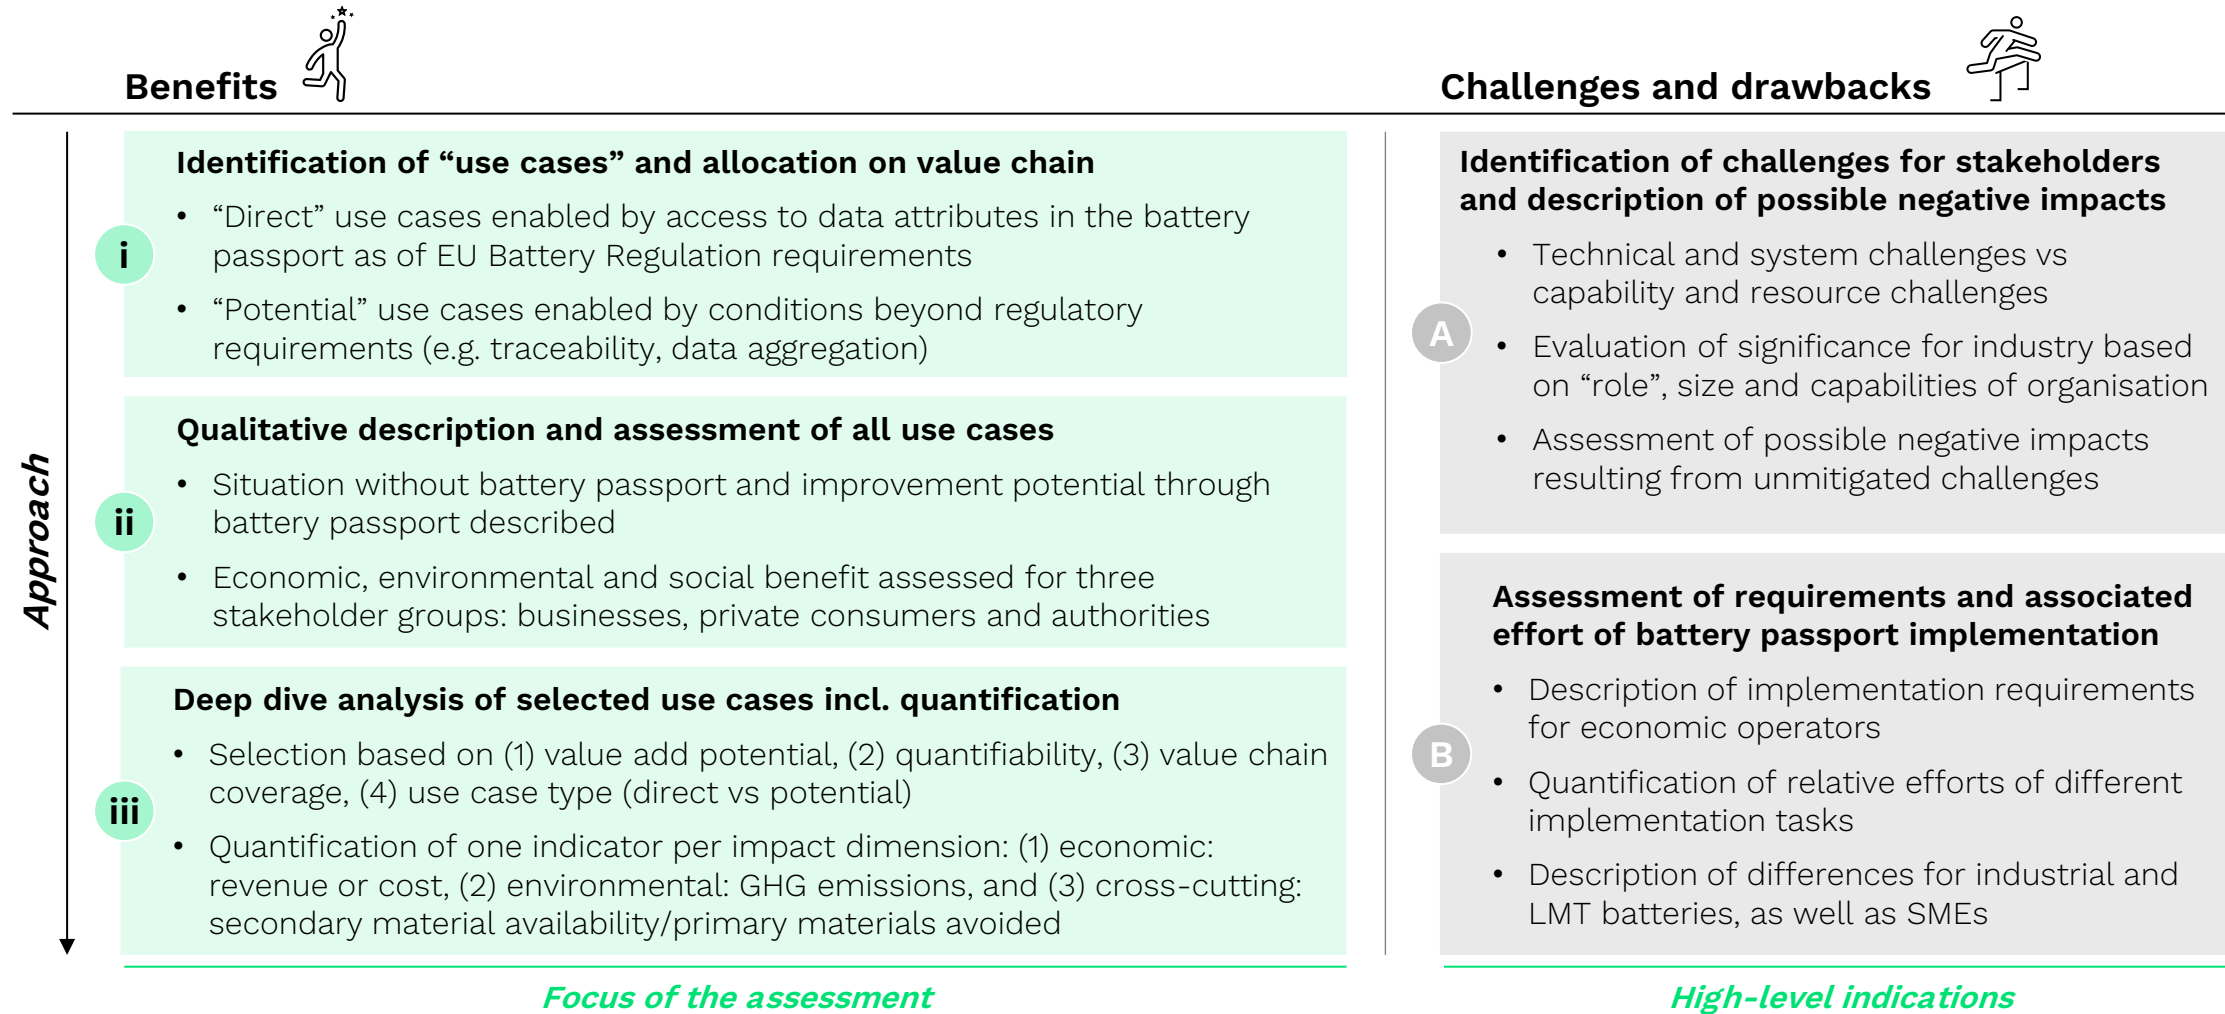 Benefits
Approach
i
Identification of “use cases” and allocation on value chain
• “Direct” use cases enabled by access to data attributes in the battery
passport as of EU Battery Regulation requirements
• “Potential” use cases enabled by conditions beyond regulatory
requirements (e.g. traceability, data aggregation)
ii
Qualitative description and assessment of all use cases
• Situation without battery passport and improvement potential through
battery passport described
• Economic, environmental and social benefit assessed for three
stakeholder groups: businesses, private consumers and authorities
iii
Deep dive analysis of selected use cases incl. quantification
• Selection based on (1) value add potential, (2) quantifiability, (3) value chain
coverage, (4) use case type (direct vs potential)
• Quantification of one indicator per impact dimension: (1) economic:
revenue or cost, (2) environmental: GHG emissions, and (3) cross-cutting:
secondary material availability/primary materials avoided
Focus of the assessment
Challenges and drawbacks
A
Identification of challenges for stakeholders
and description of possible negative impacts
• Technical and system challenges vs
capability and resource challenges
• Evaluation of significance for industry based
on “role”, size and capabilities of organisation
• Assessment of possible negative impacts
resulting from unmitigated challenges
B
Assessment of requirements and associated
effort of battery passport implementation
• Description of implementation requirements
for economic operators
• Quantification of relative efforts of different
implementation tasks
• Description of differences for industrial and
LMT batteries, as well as SMEs
High-level indications